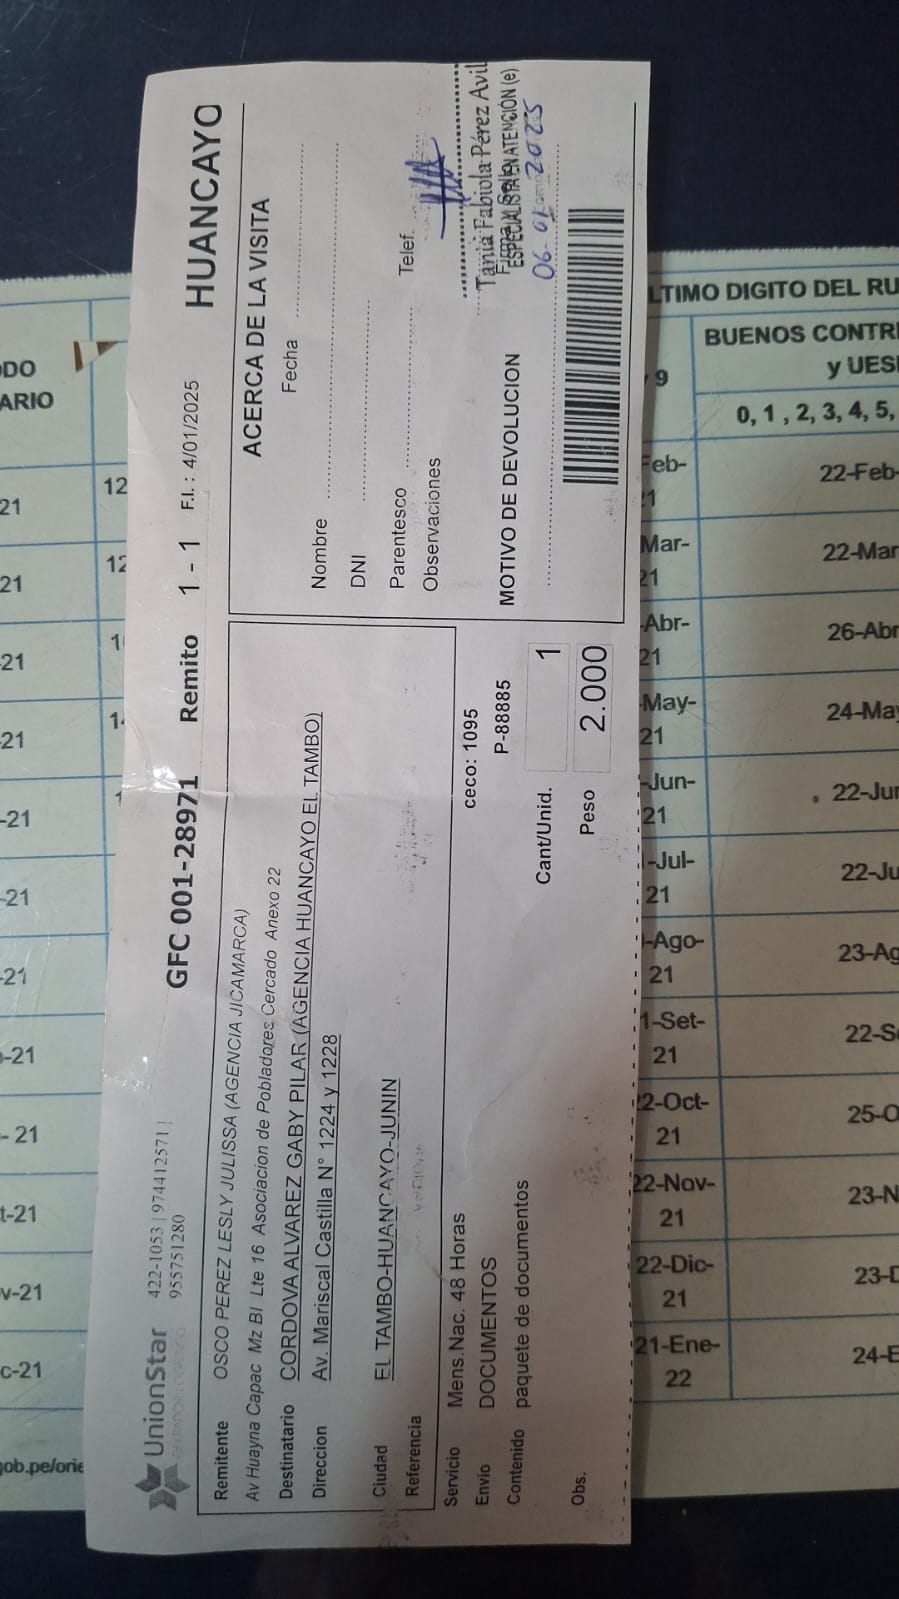 UnionStar
422-1053 | 974412571 |
955751280
GFC 001-28971 Remito 1 - 1 F.I. : 4/01/2025 HUANCAYO
Remitente OSCO PEREZ LESLY JULISSA (AGENCIA JICAMARCA)
Av Huayna Capac Mz Bl Lte 16 Asociacion de Pobladores Cercado Anexo 22
Destinatario CORDOVA ALVAREZ GABY PILAR (AGENCIA HUANCAYO EL TAMBO)
Direccion Av. Mariscal Castilla N° 1224 y 1228
Ciudad EL TAMBO-HUANCAYO-JUNIN
Referencia
Servicio Mens.Nac. 48 Horas ceco: 1095
Envio DOCUMENTOS P-88885
Contenido paquete de documentos
Cant/Unid. 1
Obs. Peso 2.000
ACERCA DE LA VISITA
Fecha
Nombre
DNI
Parentesco Telef.
Observaciones
Tania Fabiola Pérez Avil
ESPECIALISTA EN ATENCIÓN (e)
06-01 2025
MOTIVO DE DEVOLUCION
ODO
ARIO
LTIMO DIGITO DEL RU
BUENOS CONTRI
y UESI
9
0, 1 , 2, 3, 4, 5,
21 12 Feb-21 22-Feb-
21 12 Mar-21 22-Mar
-21 Abr-21 26-Abr
-21 May-21 24-May
-21 Jun-21 22-Jun
-21 -Jul-21 22-Ju
-21 -Ago-21 23-Ag
-21 1-Set-21 22-S
- 21 22-Oct-21 25-O
t-21 22-Nov-21 23-N
v-21 22-Dic-21 23-D
c-21 21-Ene-22 24-E
gob.pe/orie